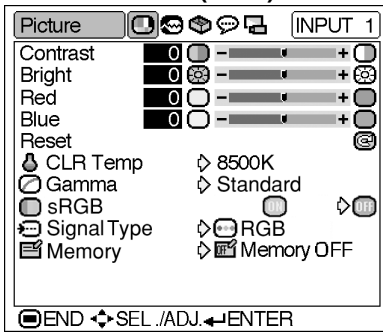 Picture INPUT 1
Contrast 0 - +
Bright 0 - +
Red 0 - +
Blue 0 - +
Reset
CLR Temp 8500K
Gamma Standard
sRGB
Signal Type RGB
Memory OFF Memory OFF
END SEL./ADJ. ENTER